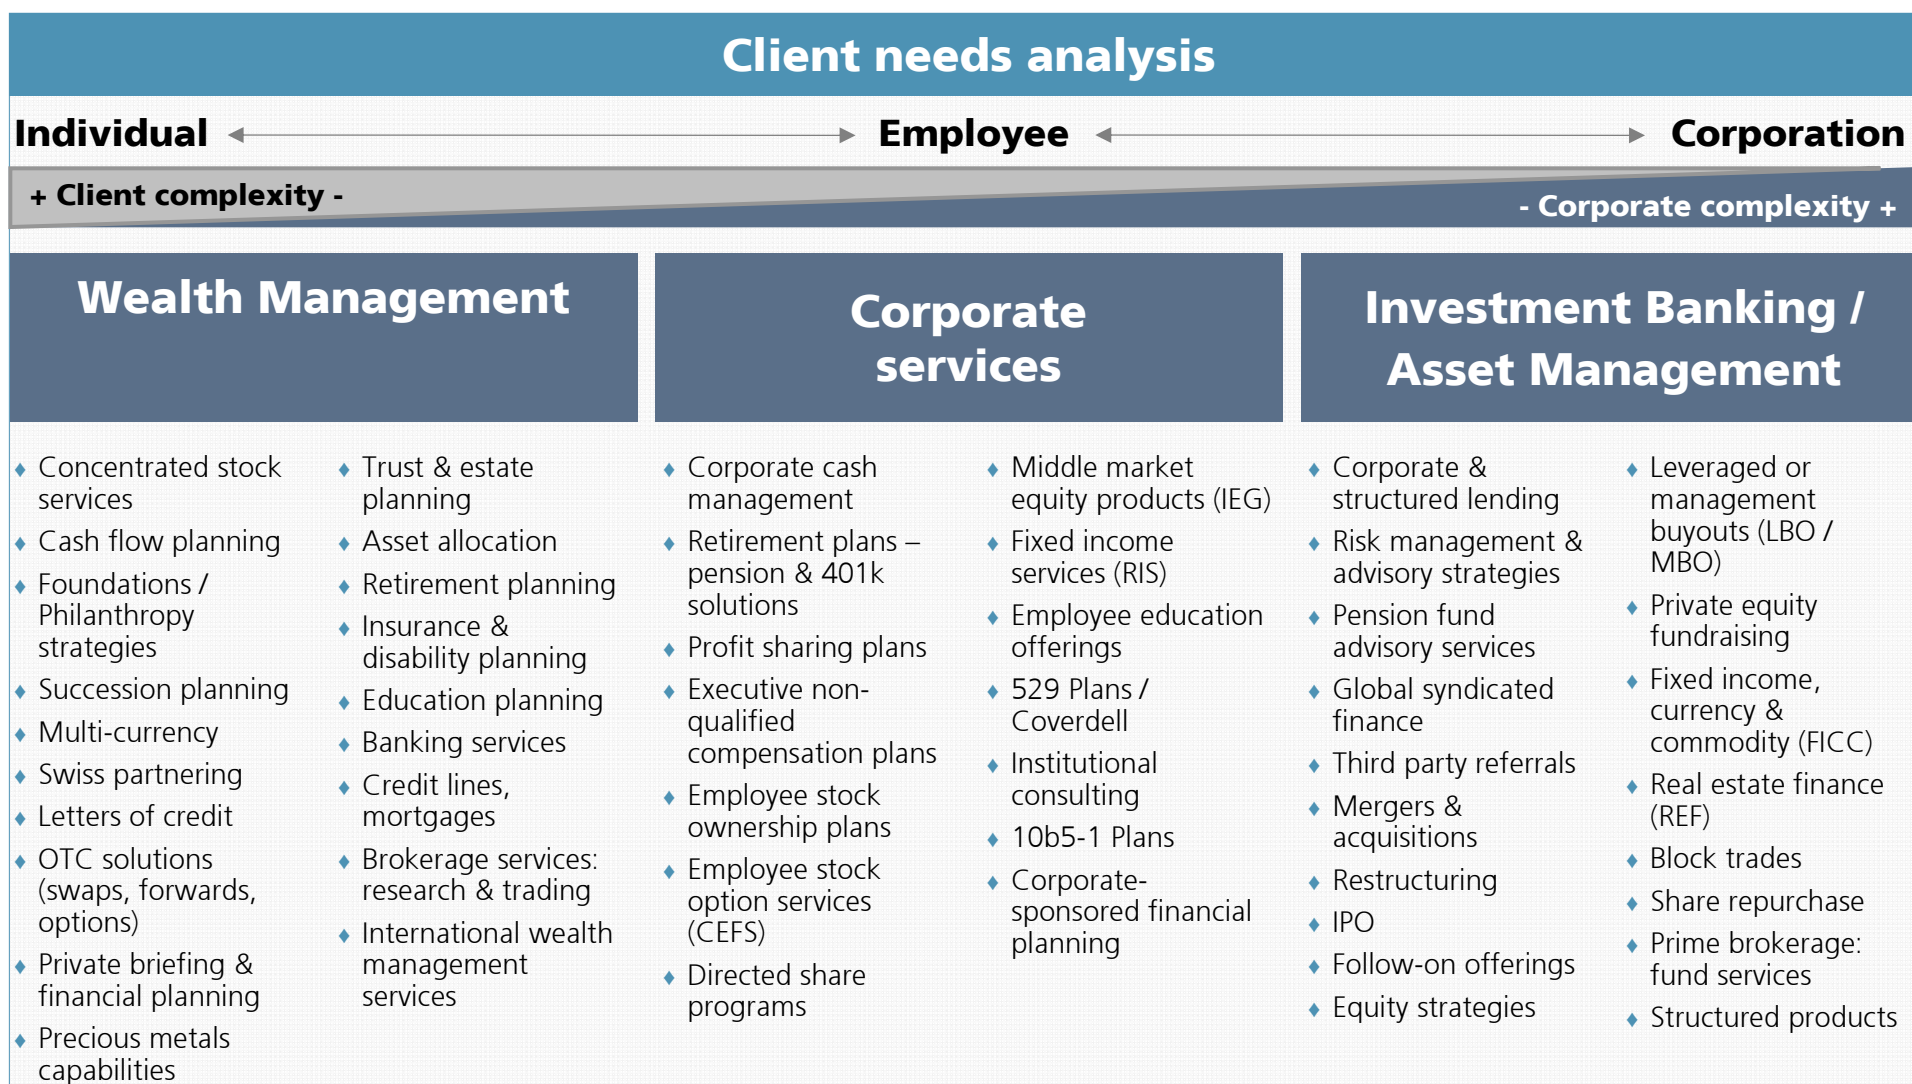 Client needs analysis
Individual
Employee
Corporation
+ Client complexity -
- Corporate complexity +
Wealth Management
Concentrated stock
services
Cash flow planning
Foundations /
Philanthropy
strategies
Succession planning
Multi-currency
Swiss partnering
Letters of credit
OTC solutions
(swaps, forwards,
options)
Private briefing &
financial planning
Precious metals
capabilities
Trust & estate
planning
Asset allocation
Retirement planning
Insurance &
disability planning
Education planning
Banking services
Credit lines,
mortgages
Brokerage services:
research & trading
International wealth
management
services
Corporate
services
Corporate cash
management
Retirement plans –
pension & 401k
solutions
Profit sharing plans
Executive non-
qualified
compensation plans
Employee stock
ownership plans
Employee stock
option services
(CEFS)
Directed share
programs
Middle market
equity products (IEG)
Fixed income
services (RIS)
Employee education
offerings
529 Plans /
Coverdell
Institutional
consulting
10b5-1 Plans
Corporate-
sponsored financial
planning
Investment Banking /
Asset Management
Corporate &
structured lending
Risk management &
advisory strategies
Pension fund
advisory services
Global syndicated
finance
Third party referrals
Mergers &
acquisitions
Restructuring
IPO
Follow-on offerings
Equity strategies
Leveraged or
management
buyouts (LBO /
MBO)
Private equity
fundraising
Fixed income,
currency &
commodity (FICC)
Real estate finance
(REF)
Block trades
Share repurchase
Prime brokerage:
fund services
Structured products